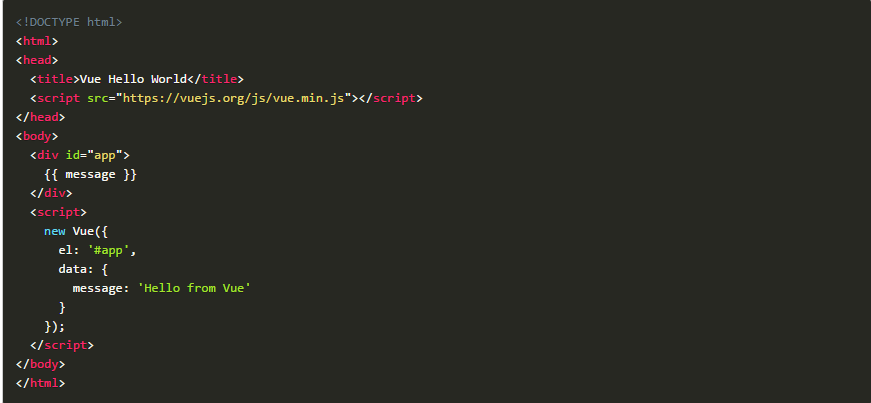 <!DOCTYPE html>
<html>
<head>
  <title>Vue Hello World</title>
  <script src="https://vuejs.org/js/vue.min.js"></script>
</head>
<body>
  <div id="app">
    {{ message }}
  </div>
  <script>
    new Vue({
      el: '#app',
      data: {
        message: 'Hello from Vue'
      }
    });
  </script>
</body>
</html>